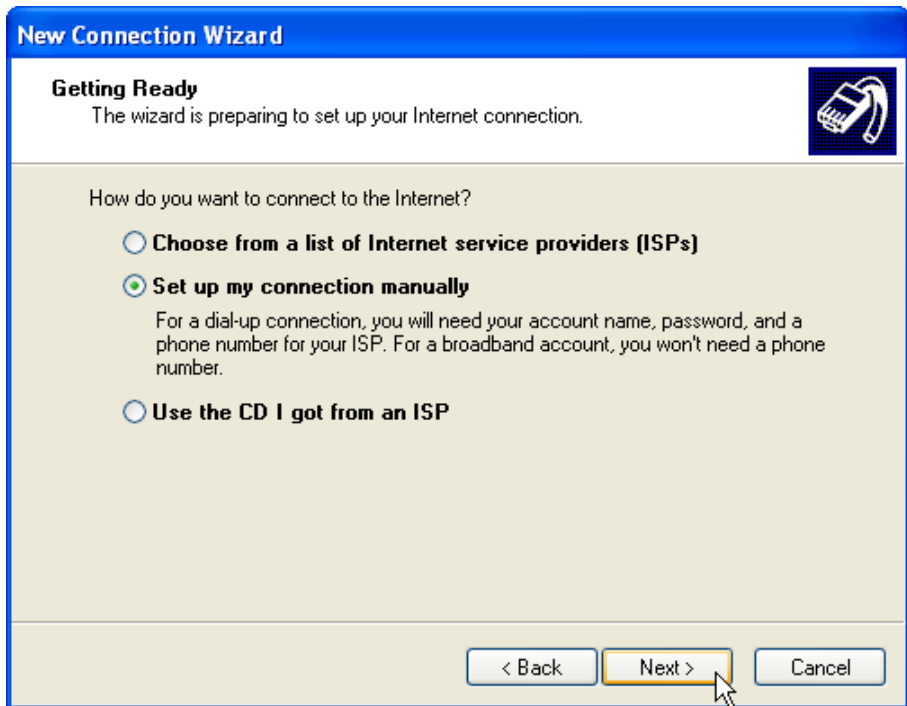 New Connection Wizard
Getting Ready
The wizard is preparing to set up your Internet connection.
How do you want to connect to the Internet?
Choose from a list of Internet service providers (ISPs)
Set up my connection manually
For a dial-up connection, you will need your account name, password, and a
phone number for your ISP. For a broadband account, you won't need a phone
number.
Use the CD I got from an ISP
< Back
Next >
Cancel